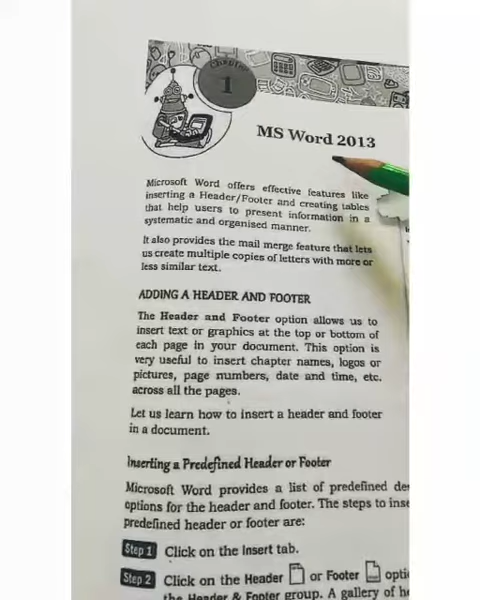 Chapter
1
MS Word 2013
Microsoft Word offers effective features like
inserting a Header/Footer and creating tables
that help users to present information in a
systematic and organised manner.
It also provides the mail merge feature that lets
us create multiple copies of letters with more or
less similar text.
ADDING A HEADER AND FOOTER
The Header and Footer option allows us to
insert text or graphics at the top or bottom of
each page in your document. This option is
very useful to insert chapter names, logos or
pictures, page numbers, date and time, etc.
across all the pages.
Let us learn how to insert a header and footer
in a document.
Inserting a Predefined Header or Footer
Microsoft Word provides a list of predefined
options for the header and footer. The steps to
predefined header or footer are:
Step 1 Click on the Insert tab.
Step 2 Click on the Header or Footer
the Header & Footer group. A gallery of